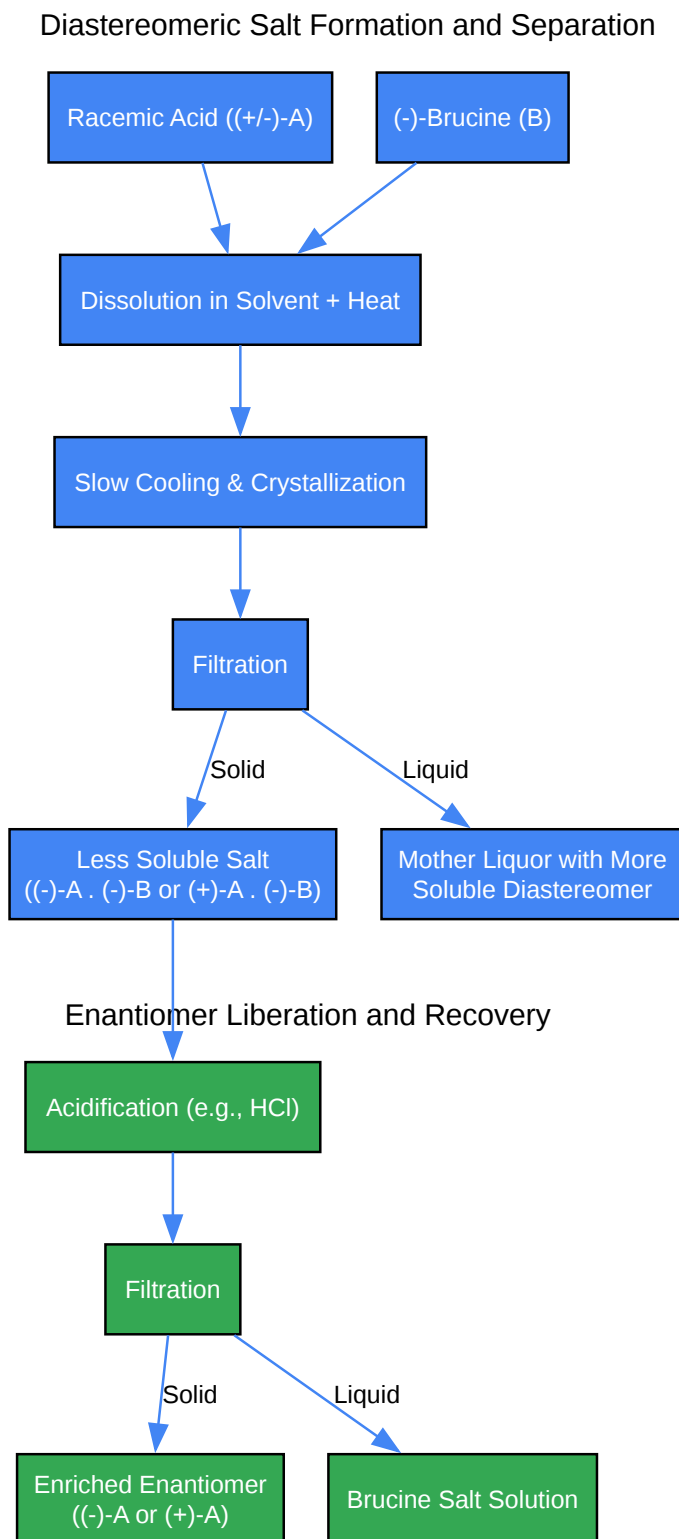 Diastereomeric Salt Formation and Separation
Racemic Acid ((+/-)-A)
(-)-Brucine (B)
Dissolution in Solvent + Heat
Slow Cooling & Crystallization
Filtration
Solid
Liquid
Less Soluble Salt
((-)-A . (-)-B or (+)-A . (-)-B)
Mother Liquor with More
Soluble Diastereomer
Enantiomer Liberation and Recovery
Acidification (e.g., HCl)
Filtration
Solid
Liquid
Enriched Enantiomer
((-)-A or (+)-A)
Brucine Salt Solution